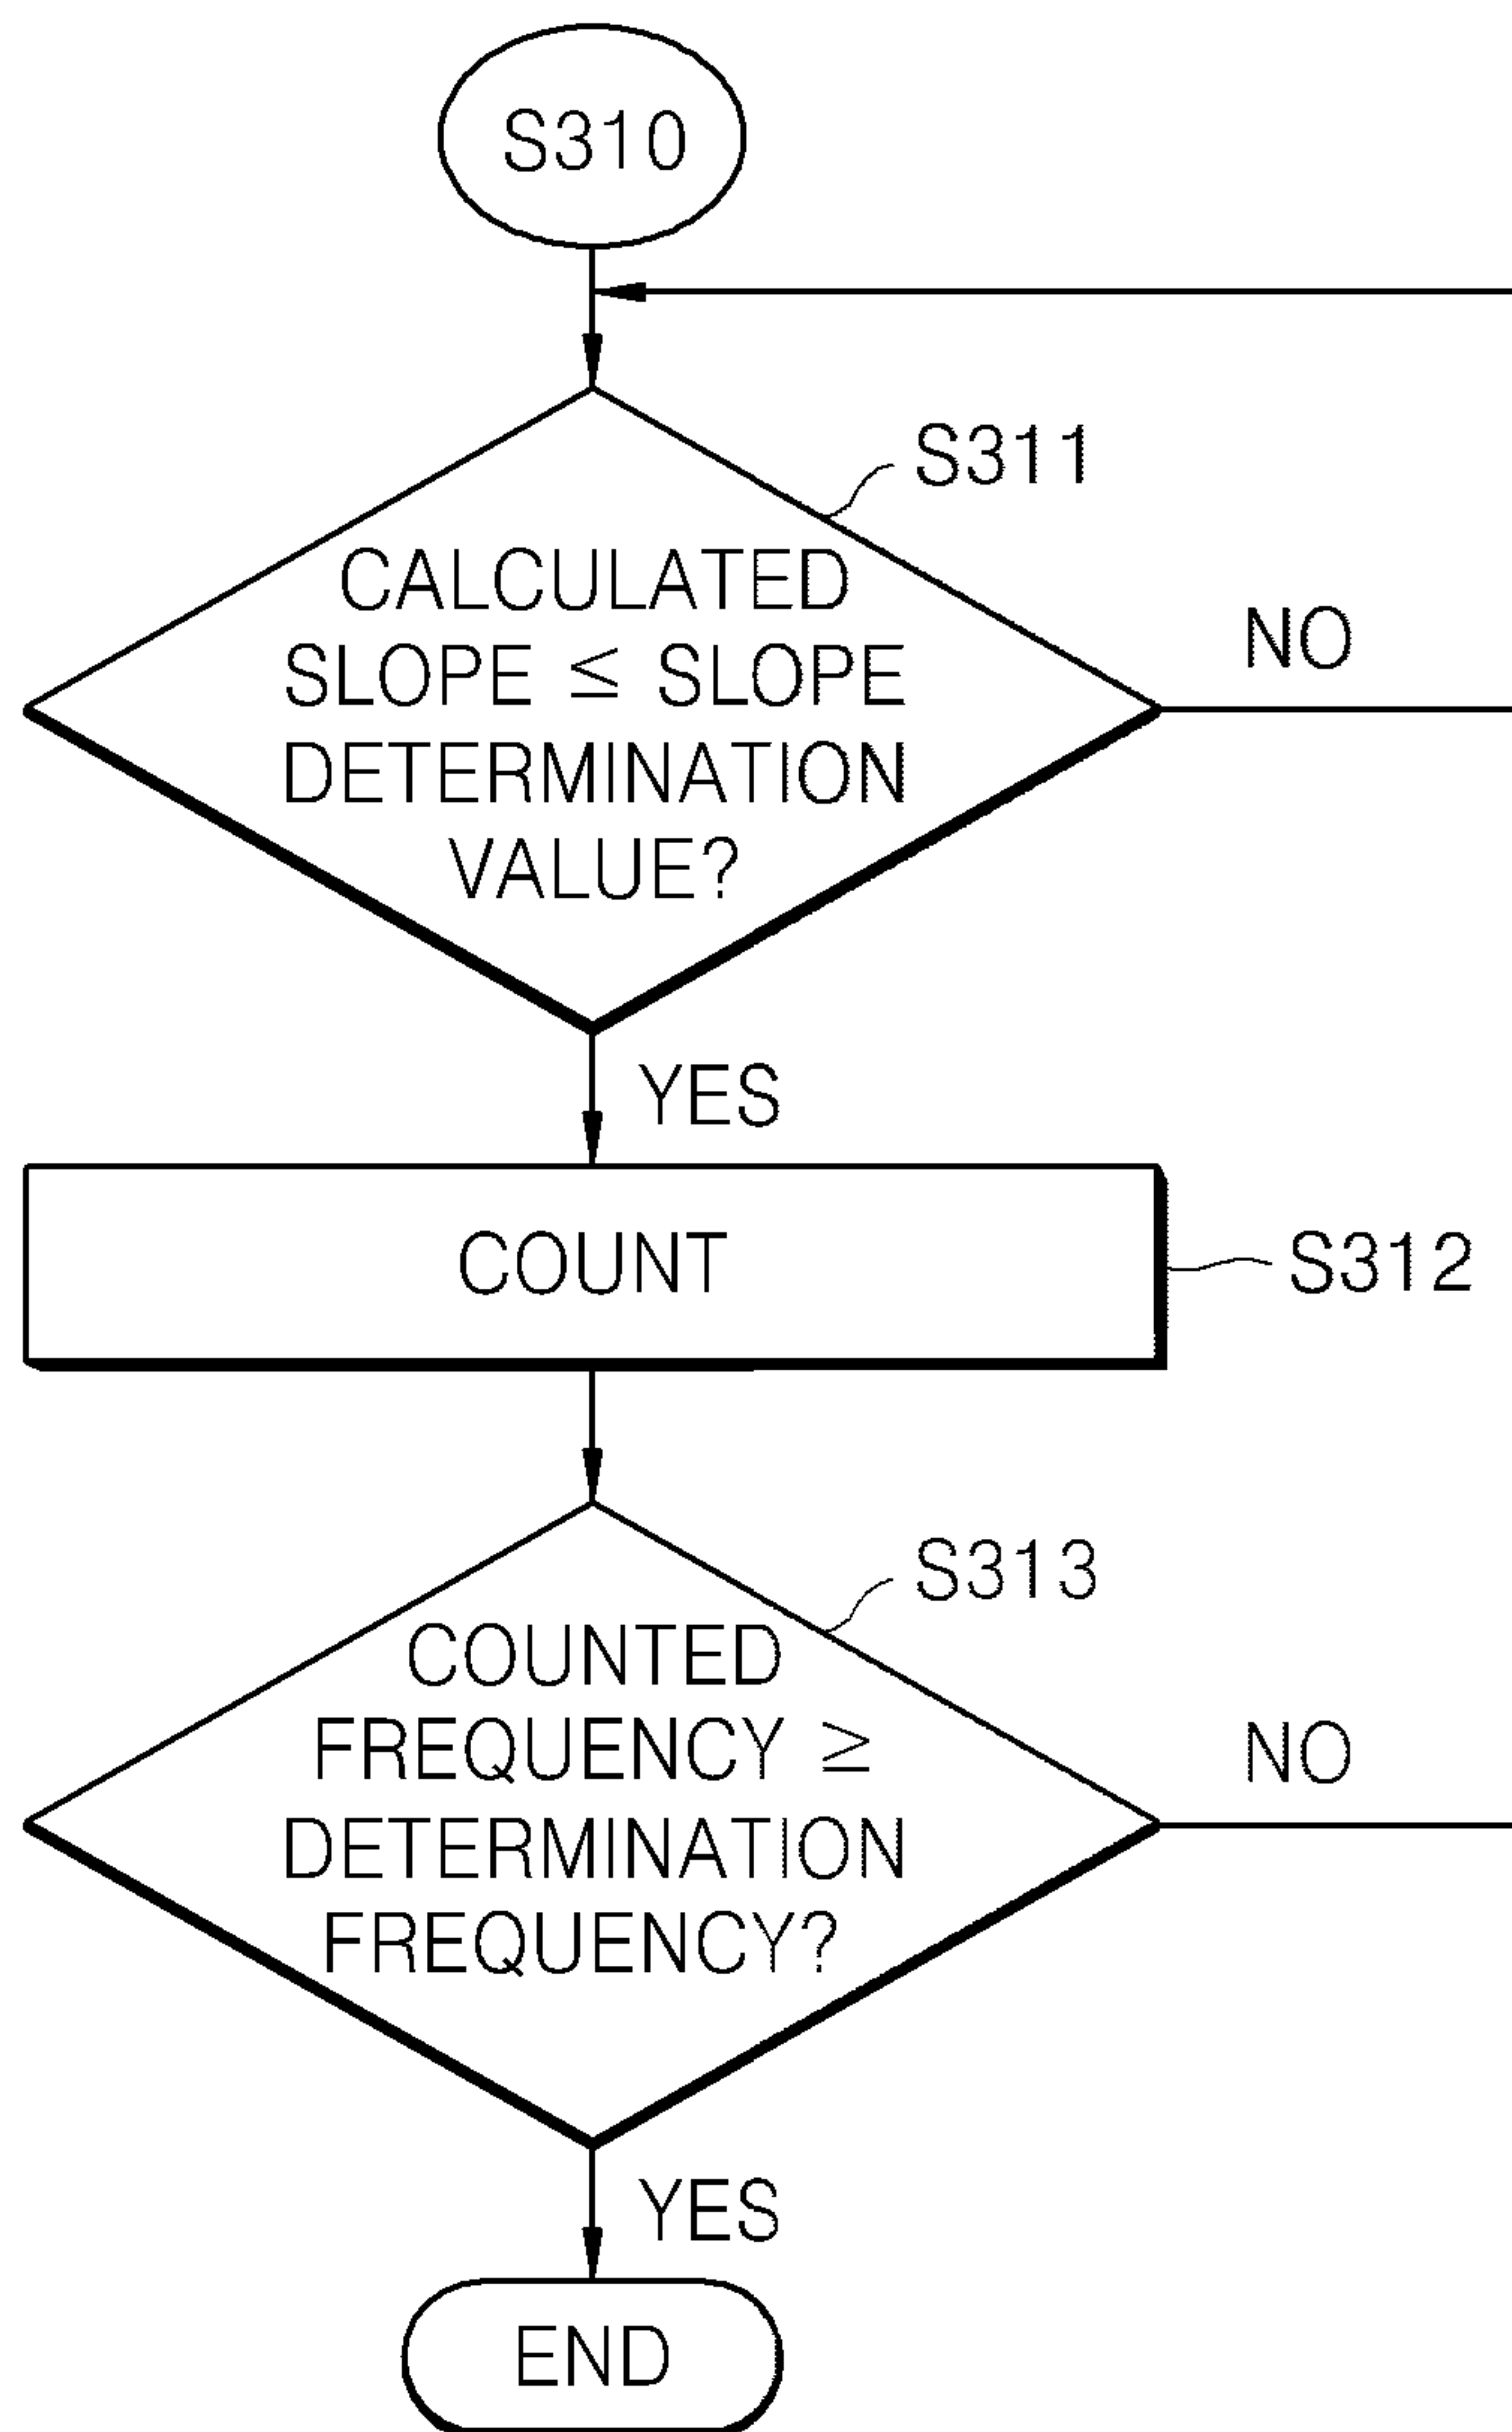 S310
S311
CALCULATED
SLOPE ≤ SLOPE
DETERMINATION
VALUE?
NO
YES
COUNT
S312
S313
COUNTED
FREQUENCY ≥
DETERMINATION
FREQUENCY?
NO
YES
END